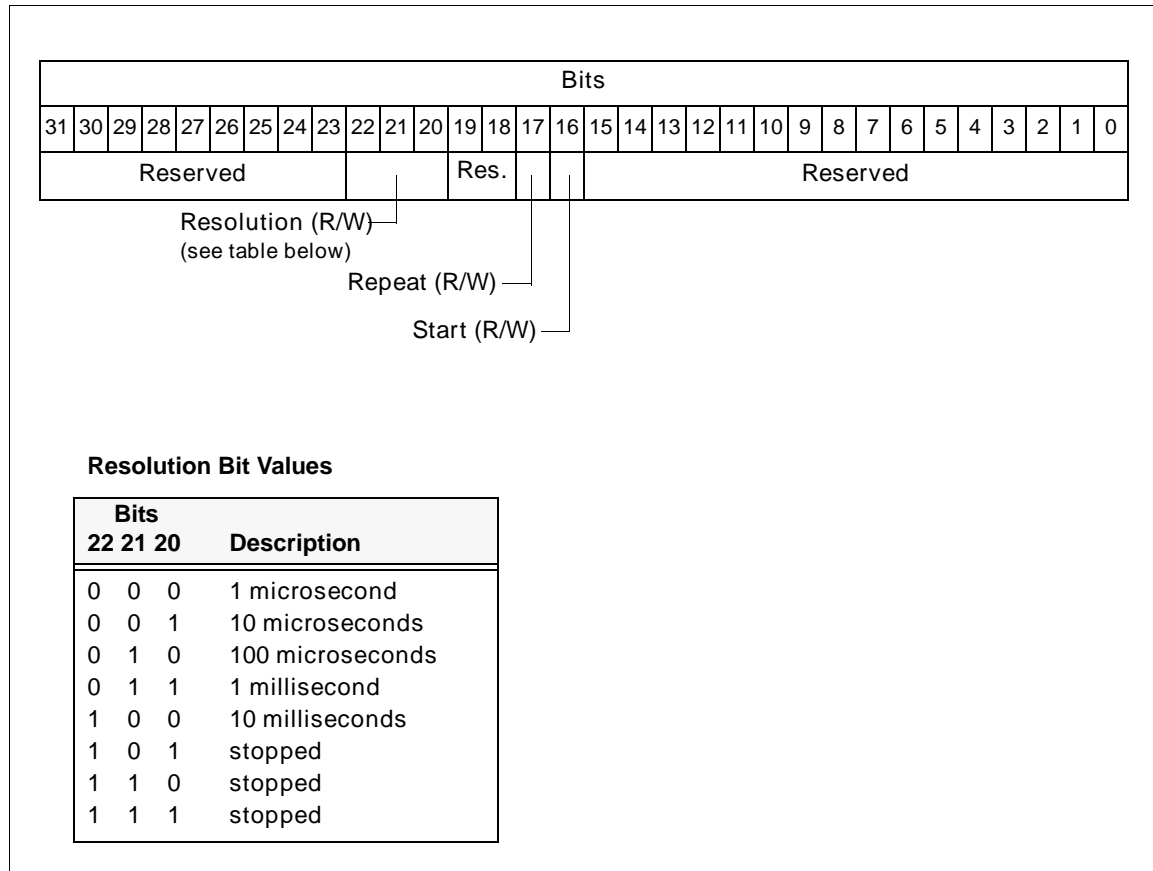 Bits
31 30 29 28 27 26 25 24 23 22 21 20 19 18 17 16 15 14 13 12 11 10 9 8 7 6 5 4 3 2 1 0
Reserved Res. Reserved
Resolution (R/W)
(see table below)
Repeat (R/W)
Start (R/W)
Resolution Bit Values
Bits
22 21 20 Description
0 0 0 1 microsecond
0 0 1 10 microseconds
0 1 0 100 microseconds
0 1 1 1 millisecond
1 0 0 10 milliseconds
1 0 1 stopped
1 1 0 stopped
1 1 1 stopped